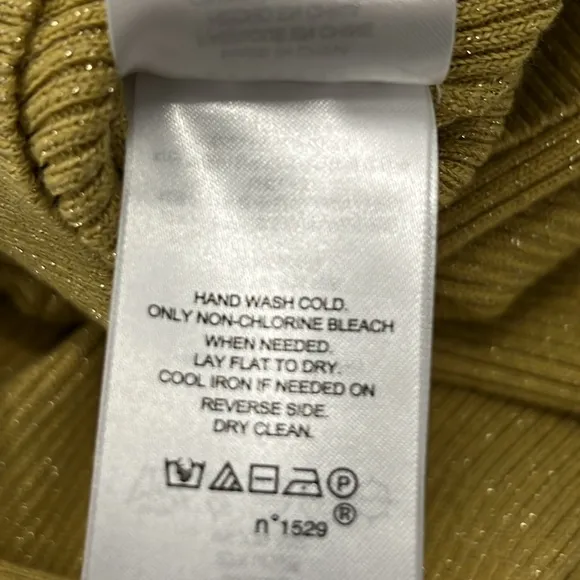 HAND WASH COLD.
ONLY NON-CHLORINE BLEACH
WHEN NEEDED.
LAY FLAT TO DRY.
COOL IRON IF NEEDED ON
REVERSE SIDE.
DRY CLEAN.
P
n°1529 ®